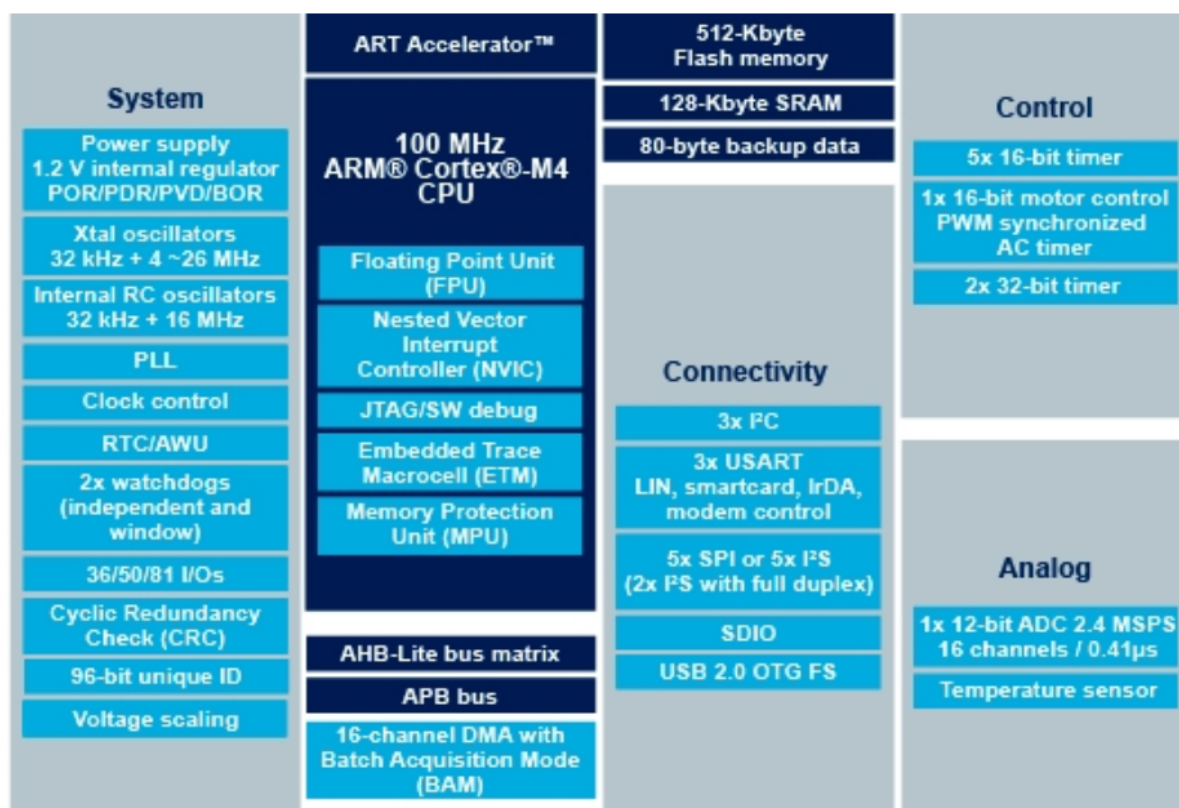 System
Power supply
1.2 V internal regulator
POR/PDR/PVD/BOR
Xtal oscillators
32 kHz + 4 ~26 MHz
Internal RC oscillators
32 kHz + 16 MHz
PLL
Clock control
RTC/AWU
2x watchdogs
(independent and
window)
36/50/81 I/Os
Cyclic Redundancy
Check (CRC)
96-bit unique ID
Voltage scaling
ART Accelerator™
100 MHz
ARM® Cortex®-M4
CPU
Floating Point Unit
(FPU)
Nested Vector
Interrupt
Controller (NVIC)
JTAG/SW debug
Embedded Trace
Macrocell (ETM)
Memory Protection
Unit (MPU)
AHB-Lite bus matrix
APB bus
16-channel DMA with
Batch Acquisition Mode
(BAM)
512-Kbyte
Flash memory
128-Kbyte SRAM
80-byte backup data
Connectivity
3x I²C
3x USART
LIN, smartcard, IrDA,
modem control
5x SPI or 5x I²S
(2x I²S with full duplex)
SDIO
USB 2.0 OTG FS
Control
5x 16-bit timer
1x 16-bit motor control
PWM synchronized
AC timer
2x 32-bit timer
Analog
1x 12-bit ADC 2.4 MSPS
16 channels / 0.41µs
Temperature sensor